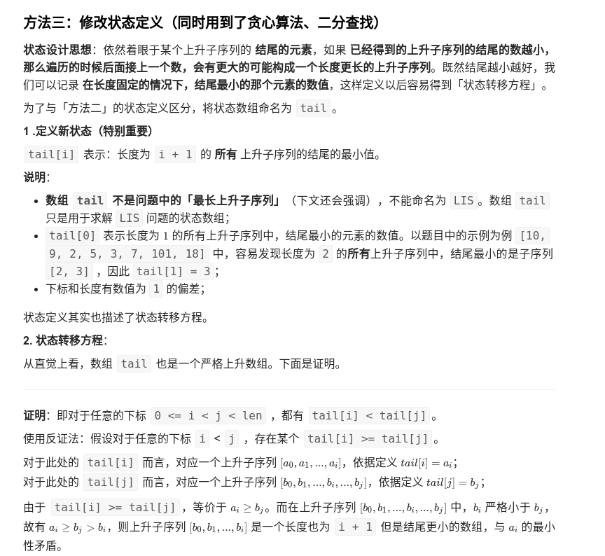 方法三：修改状态定义（同时用到了贪心算法、二分查找）
状态设计思想：依然着眼于某个上升子序列的 结尾的元素，如果 已经得到的上升子序列的结尾的数越小，
那么遍历的时候后面接上一个数，会有更大的可能构成一个长度更长的上升子序列。既然结尾越小越好，我
们可以记录 在长度固定的情况下，结尾最小的那个元素的数值，这样定义以后容易得到「状态转移方程」。
为了与「方法二」的状态定义区分，将状态数组命名为 tail 。
1 .定义新状态（特别重要）
tail[i] 表示：长度为 i + 1 的 所有 上升子序列的结尾的最小值。
说明：
• 数组 tail 不是问题中的「最长上升子序列」（下文还会强调），不能命名为 LIS 。数组 tail
只是用于求解 LIS 问题的状态数组；
• tail[0] 表示长度为 1 的所有上升子序列中，结尾最小的元素的数值。以题目中的示例为例 [10,
9, 2, 5, 3, 7, 101, 18] 中，容易发现长度为 2 的所有上升子序列中，结尾最小的是子序列
[2, 3] ，因此 tail[1] = 3 ；
• 下标和长度有数值为 1 的偏差；
状态定义其实也描述了状态转移方程。
2. 状态转移方程：
从直觉上看，数组 tail 也是一个严格上升数组。下面是证明。
证明：即对于任意的下标 0 <= i < j < len ，都有 tail[i] < tail[j] 。
使用反证法：假设对于任意的下标 i < j ，存在某个 tail[i] >= tail[j] 。
对于此处的 tail[i] 而言，对应一个上升子序列 [a₀, a₁, ..., aᵢ]，依据定义 tail[i] = aᵢ；
对于此处的 tail[j] 而言，对应一个上升子序列 [b₀, b₁, ..., bᵢ, ..., bⱼ]，依据定义 tail[j] = bⱼ；
由于 tail[i] >= tail[j] ，等价于 aᵢ ≥ bⱼ。而在上升子序列 [b₀, b₁, ..., bᵢ, ..., bⱼ] 中，bᵢ 严格小于 bⱼ，
故有 aᵢ ≥ bⱼ > bᵢ，则上升子序列 [b₀, b₁, ..., bᵢ] 是一个长度也为 i + 1 但是结尾更小的数组，与 aᵢ 的最小
性矛盾。